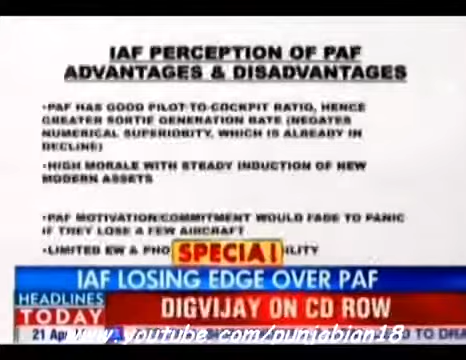 IAF PERCEPTION OF PAF
ADVANTAGES & DISADVANTAGES
•PAF HAS GOOD PILOT TO COCKPIT RATIO, HENCE
GREATER SORTIE GENERATION RATE (NEGATES
NUMERICAL SUPERIORITY, WHICH IS ALREADY IN
DECLINE)
•HIGH MORALE WITH STEADY INDUCTION OF NEW
MODERN ASSETS
•PAF MOTIVATION/COMMITMENT WOULD FADE TO PANIC
IF THEY LOSE A FEW AIRCRAFT
•LIMITED EW &
SPECIAL
IAF LOSING EDGE OVER PAF
HEADLINES
TODAY
DIGVIJAY ON CD ROW
21 Apr
www.youtube.com/punjabian18
TO